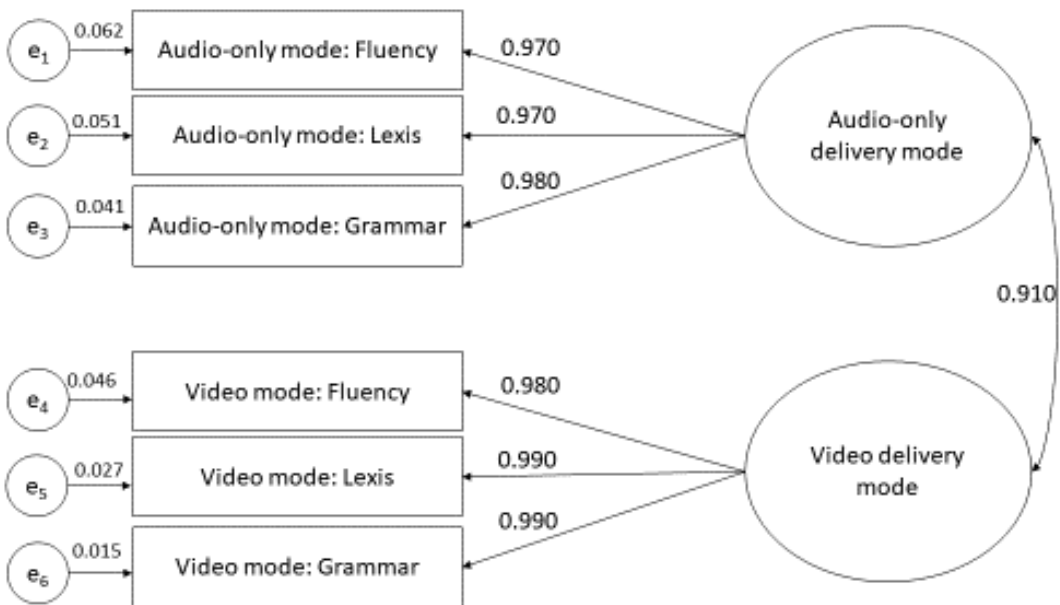 0.062
e1
Audio-only mode: Fluency
0.970
0.051
e2
Audio-only mode: Lexis
0.970
Audio-only
delivery mode
0.041
e3
Audio-only mode: Grammar
0.980
0.910
0.046
e4
Video mode: Fluency
0.980
0.027
e5
Video mode: Lexis
0.990
Video delivery
mode
0.015
e6
Video mode: Grammar
0.990